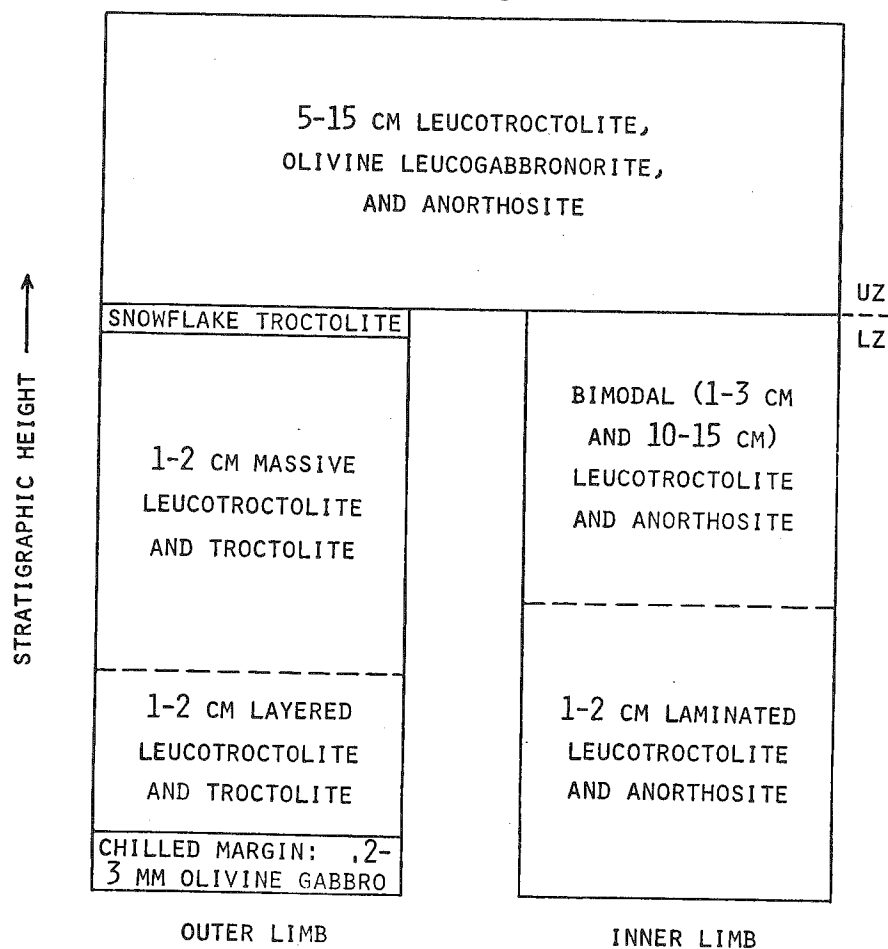 5-15 CM LEUCOTROCTOLITE,
OLIVINE LEUCOGABBRONORITE,
AND ANORTHOSITE
UZ
LZ
SNOWFLAKE TROCTOLITE
1-2 CM MASSIVE
LEUCOTROCTOLITE
AND TROCTOLITE
1-2 CM LAYERED
LEUCOTROCTOLITE
AND TROCTOLITE
CHILLED MARGIN: .2-
3 MM OLIVINE GABBRO
OUTER LIMB
BIMODAL (1-3 CM
AND 10-15 CM)
LEUCOTROCTOLITE
AND ANORTHOSITE
1-2 CM LAMINATED
LEUCOTROCTOLITE
AND ANORTHOSITE
INNER LIMB
STRATIGRAPHIC HEIGHT